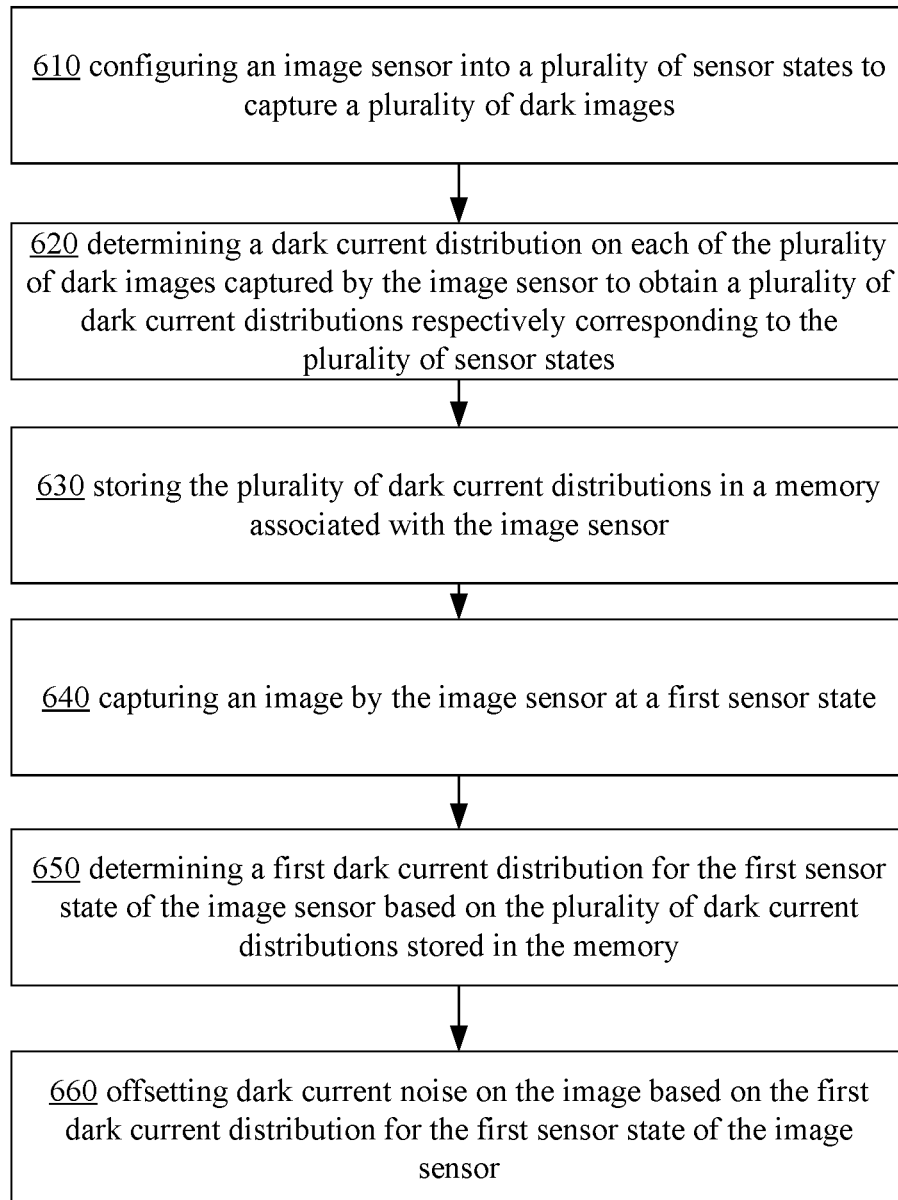 610 configuring an image sensor into a plurality of sensor states to
capture a plurality of dark images
620 determining a dark current distribution on each of the plurality
of dark images captured by the image sensor to obtain a plurality of
dark current distributions respectively corresponding to the
plurality of sensor states
630 storing the plurality of dark current distributions in a memory
associated with the image sensor
640 capturing an image by the image sensor at a first sensor state
650 determining a first dark current distribution for the first sensor
state of the image sensor based on the plurality of dark current
distributions stored in the memory
660 offsetting dark current noise on the image based on the first
dark current distribution for the first sensor state of the image
sensor